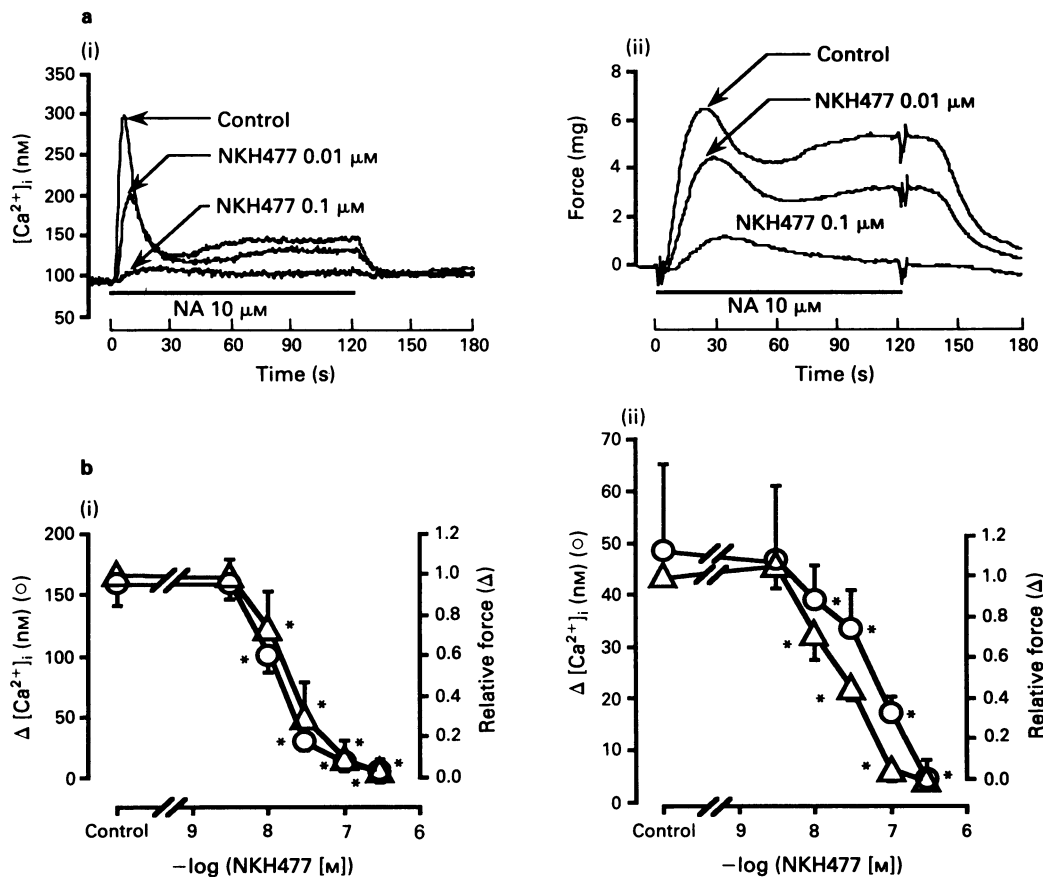 a
(i)
350
300
250
200
150
100
50
[Ca²⁺]ᵢ (nM)
Control
NKH477 0.01 μM
NKH477 0.1 μM
NA 10 μM
0 30 60 90 120 150 180
Time (s)
(ii)
8
6
4
2
0
Force (mg)
Control
NKH477 0.01 μM
NKH477 0.1 μM
NA 10 μM
0 30 60 90 120 150 180
Time (s)
b
(i)
200
150
100
50
0
Δ [Ca²⁺]ᵢ (nM) (○)
1.2
1.0
0.8
0.6
0.4
0.2
0.0
Relative force (Δ)
* * * * * * * *
Control 9 8 7 6
−log (NKH477 [M])
(ii)
70
60
50
40
30
20
10
0
Δ [Ca²⁺]ᵢ (nM) (○)
1.2
1.0
0.8
0.6
0.4
0.2
0.0
Relative force (Δ)
* * * * * * *
Control 9 8 7 6
−log (NKH477 [M])